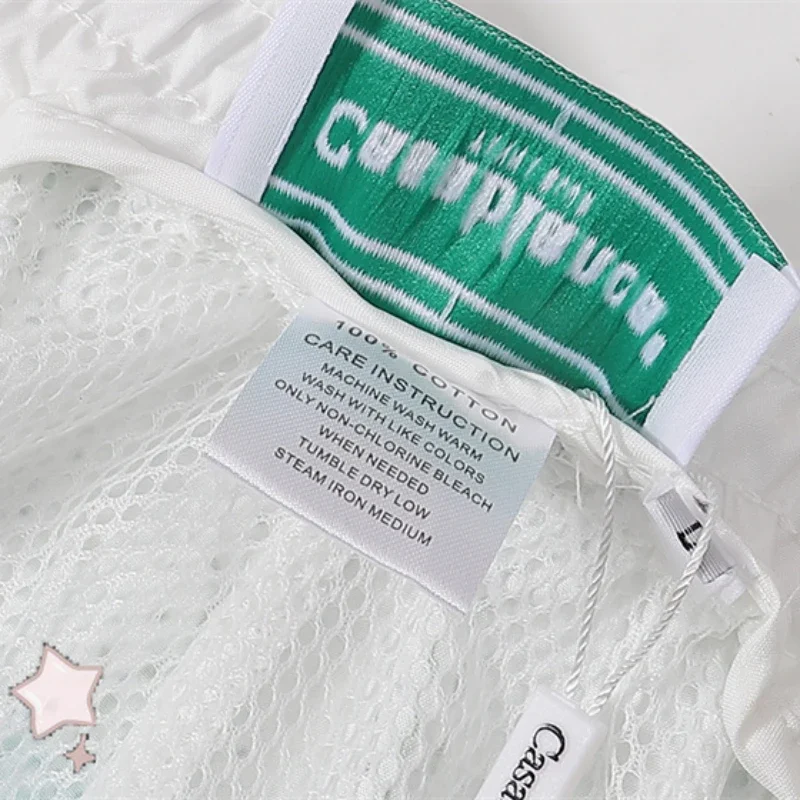 Casablanca.
100% COTTON
CARE INSTRUCTION
MACHINE WASH WARM
WASH WITH LIKE COLORS
ONLY NON-CHLORINE BLEACH
WHEN NEEDED
TUMBLE DRY LOW
STEAM IRON MEDIUM
L
Casa